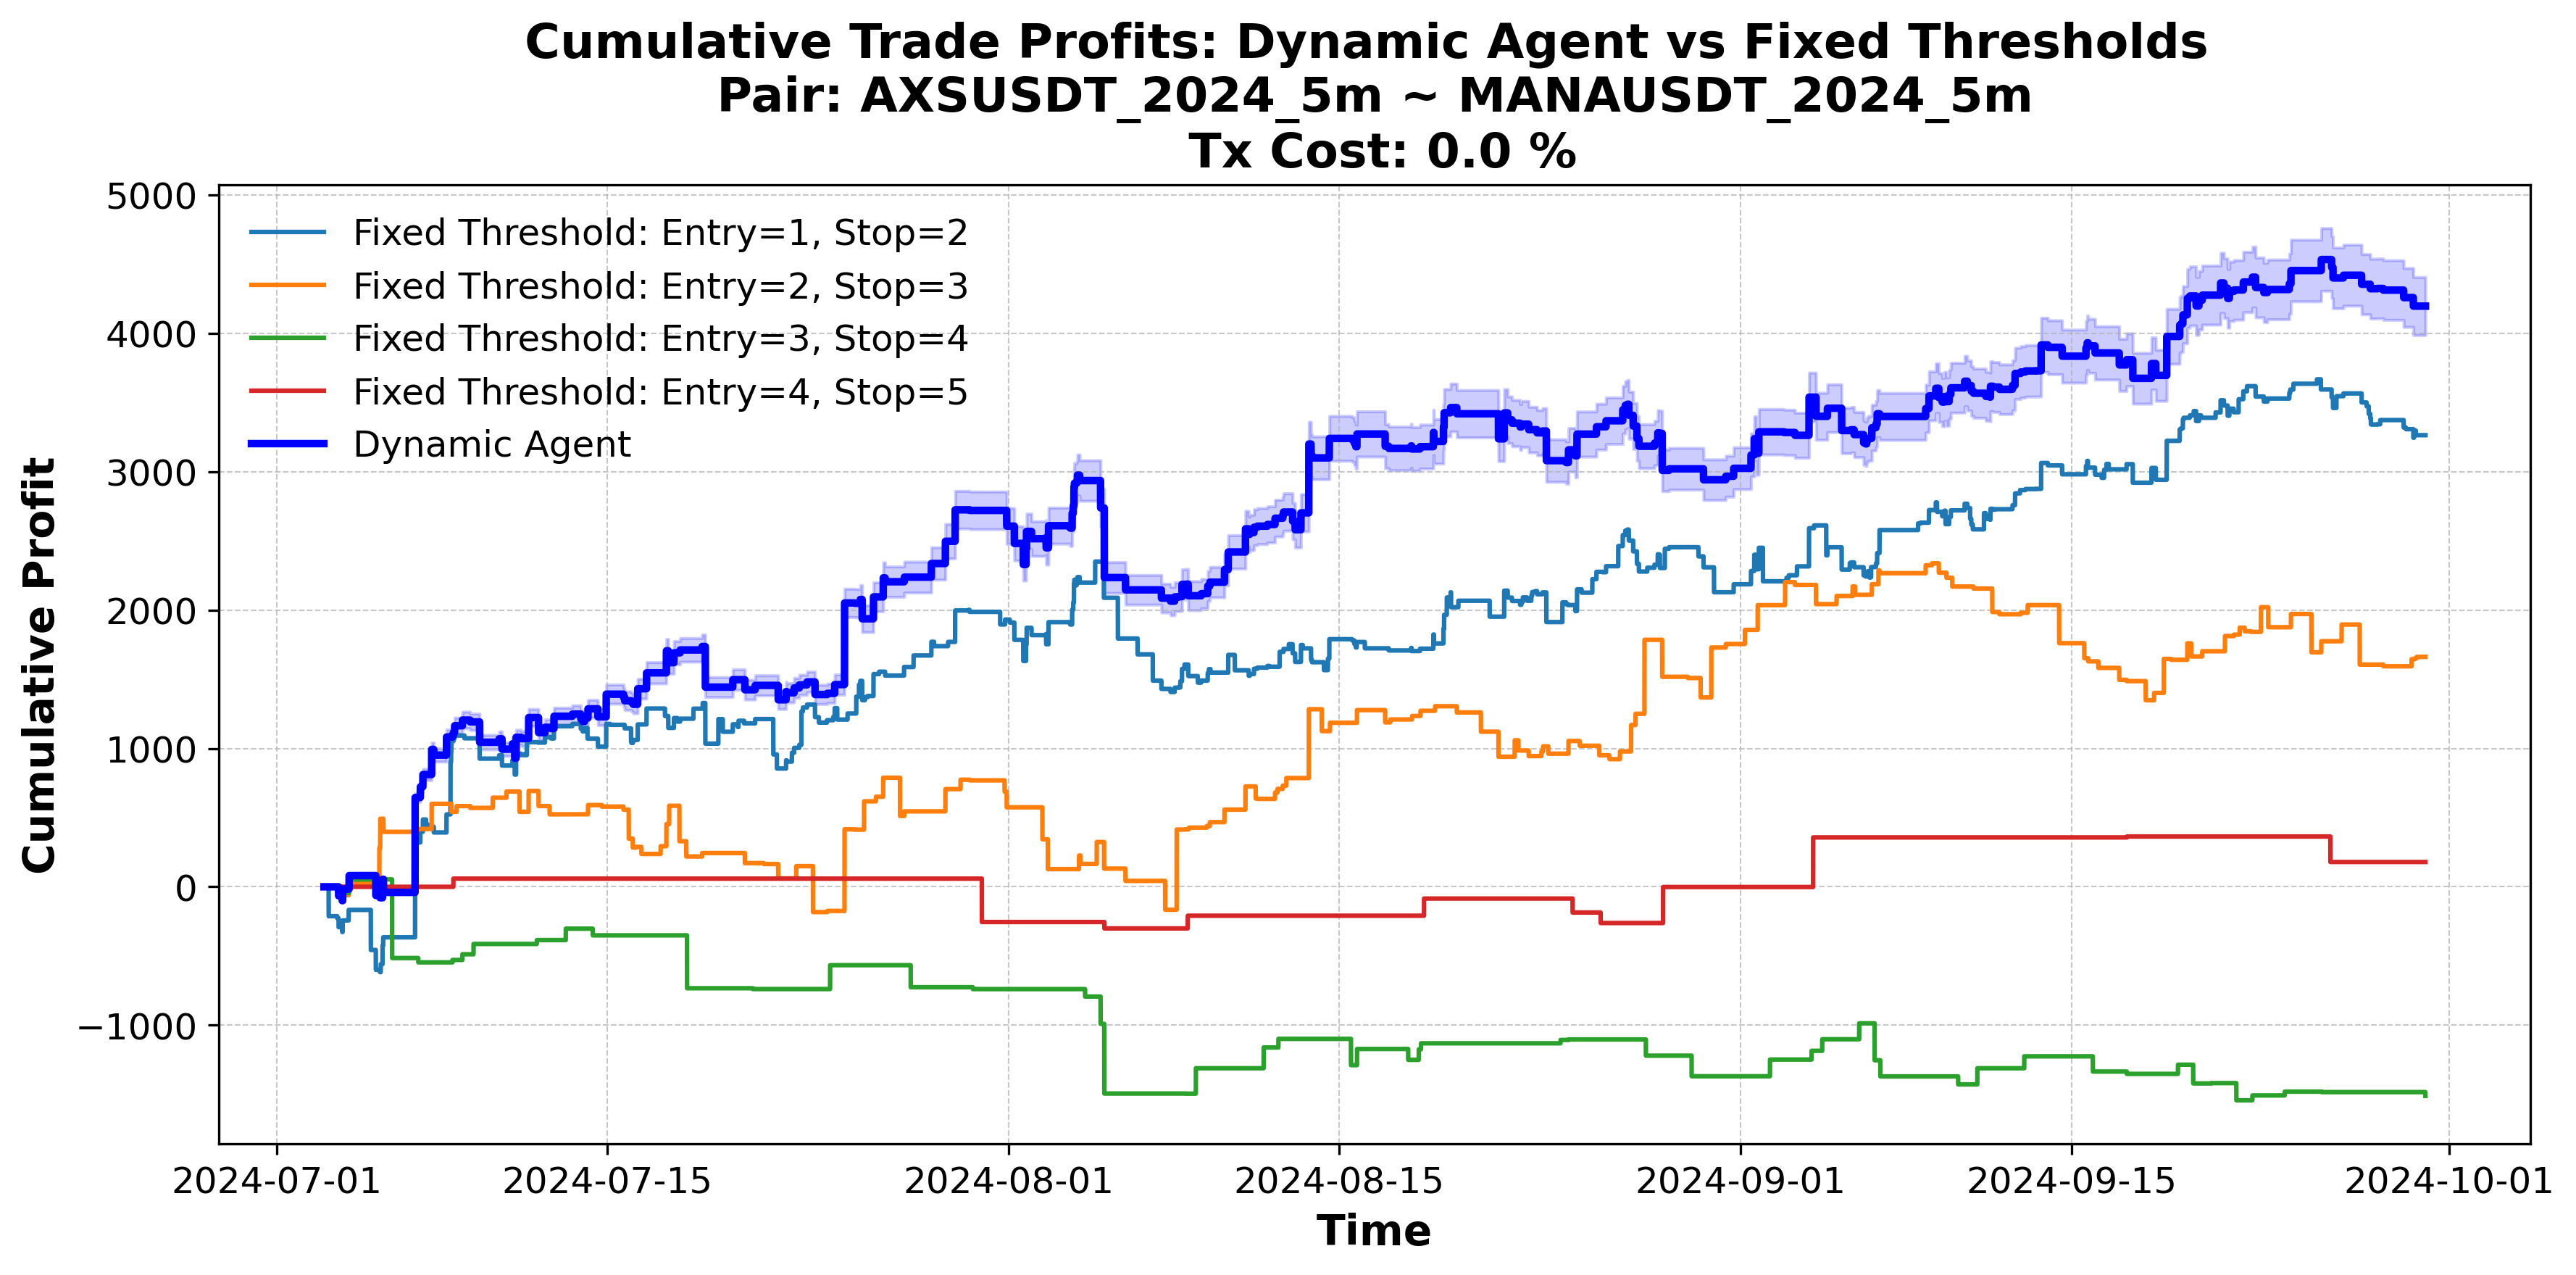 Cumulative Trade Profits: Dynamic Agent vs Fixed Thresholds
Pair: AXSUSDT_2024_5m ~ MANAUSDT_2024_5m
Tx Cost: 0.0 %
5000
4000
3000
2000
1000
0
−1000
Cumulative Profit
Fixed Threshold: Entry=1, Stop=2
Fixed Threshold: Entry=2, Stop=3
Fixed Threshold: Entry=3, Stop=4
Fixed Threshold: Entry=4, Stop=5
Dynamic Agent
2024-07-01
2024-07-15
2024-08-01
2024-08-15
2024-09-01
2024-09-15
2024-10-01
Time